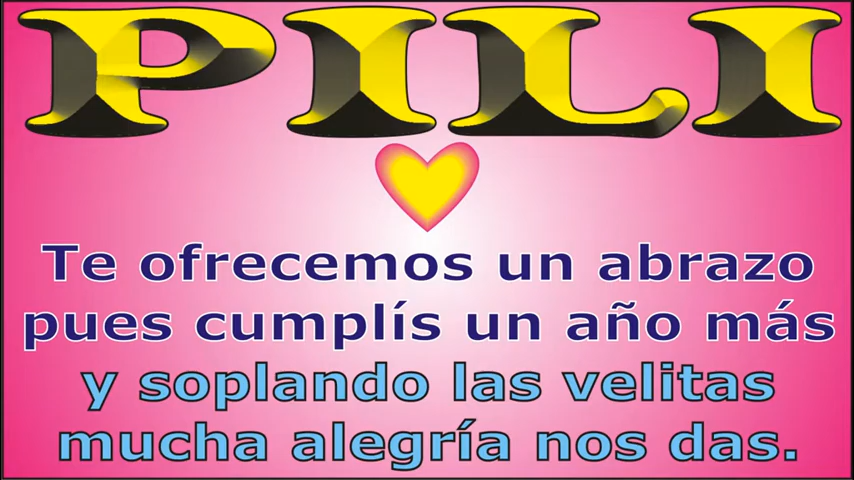 PILI
Te ofrecemos un abrazo
pues cumplís un año más
y soplando las velitas
mucha alegría nos das.